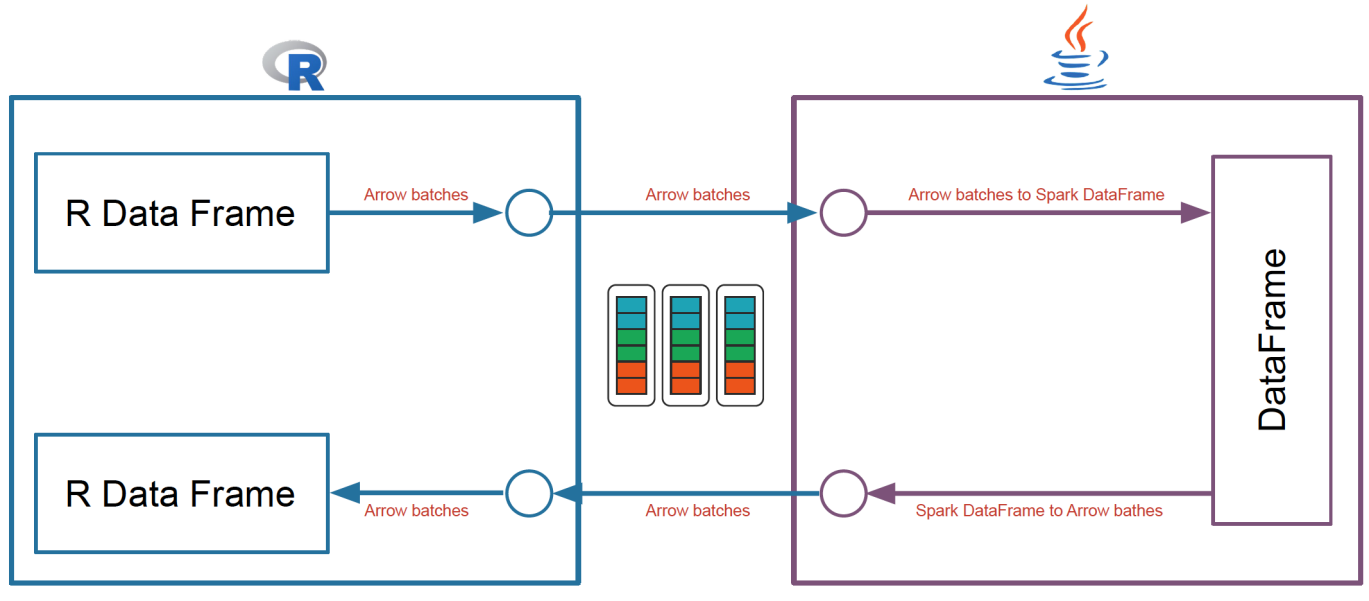 R
R Data Frame
Arrow batches
Arrow batches
Arrow batches to Spark DataFrame
DataFrame
R Data Frame
Arrow batches
Arrow batches
Spark DataFrame to Arrow bathes